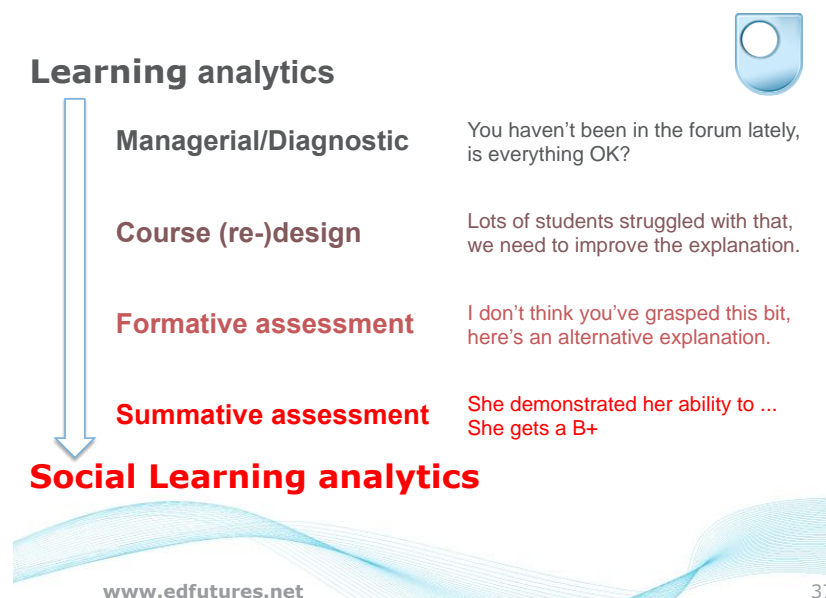 Learning analytics
Managerial/Diagnostic
You haven’t been in the forum lately,
is everything OK?
Course (re-)design
Lots of students struggled with that,
we need to improve the explanation.
Formative assessment
I don’t think you’ve grasped this bit,
here’s an alternative explanation.
Summative assessment
She demonstrated her ability to ...
She gets a B+
Social Learning analytics
www.edfutures.net
37